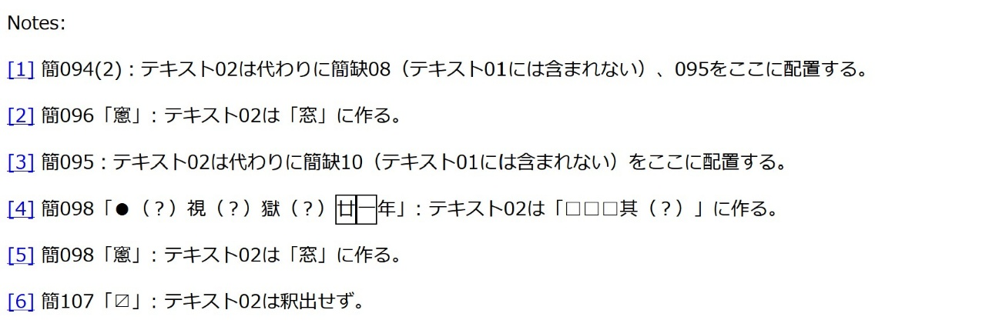 Notes:
[1] 簡094(2)：テキスト02は代わりに簡缺08（テキスト01には含まれない）、095をここに配置する。
[2] 簡096「窻」：テキスト02は「窓」に作る。
[3] 簡095：テキスト02は代わりに簡缺10（テキスト01には含まれない）をここに配置する。
[4] 簡098「●（？）視（？）獄（？）廿一年」：テキスト02は「□□□其（？）」に作る。
[5] 簡098「窻」：テキスト02は「窓」に作る。
[6] 簡107「〼」：テキスト02は釈出せず。